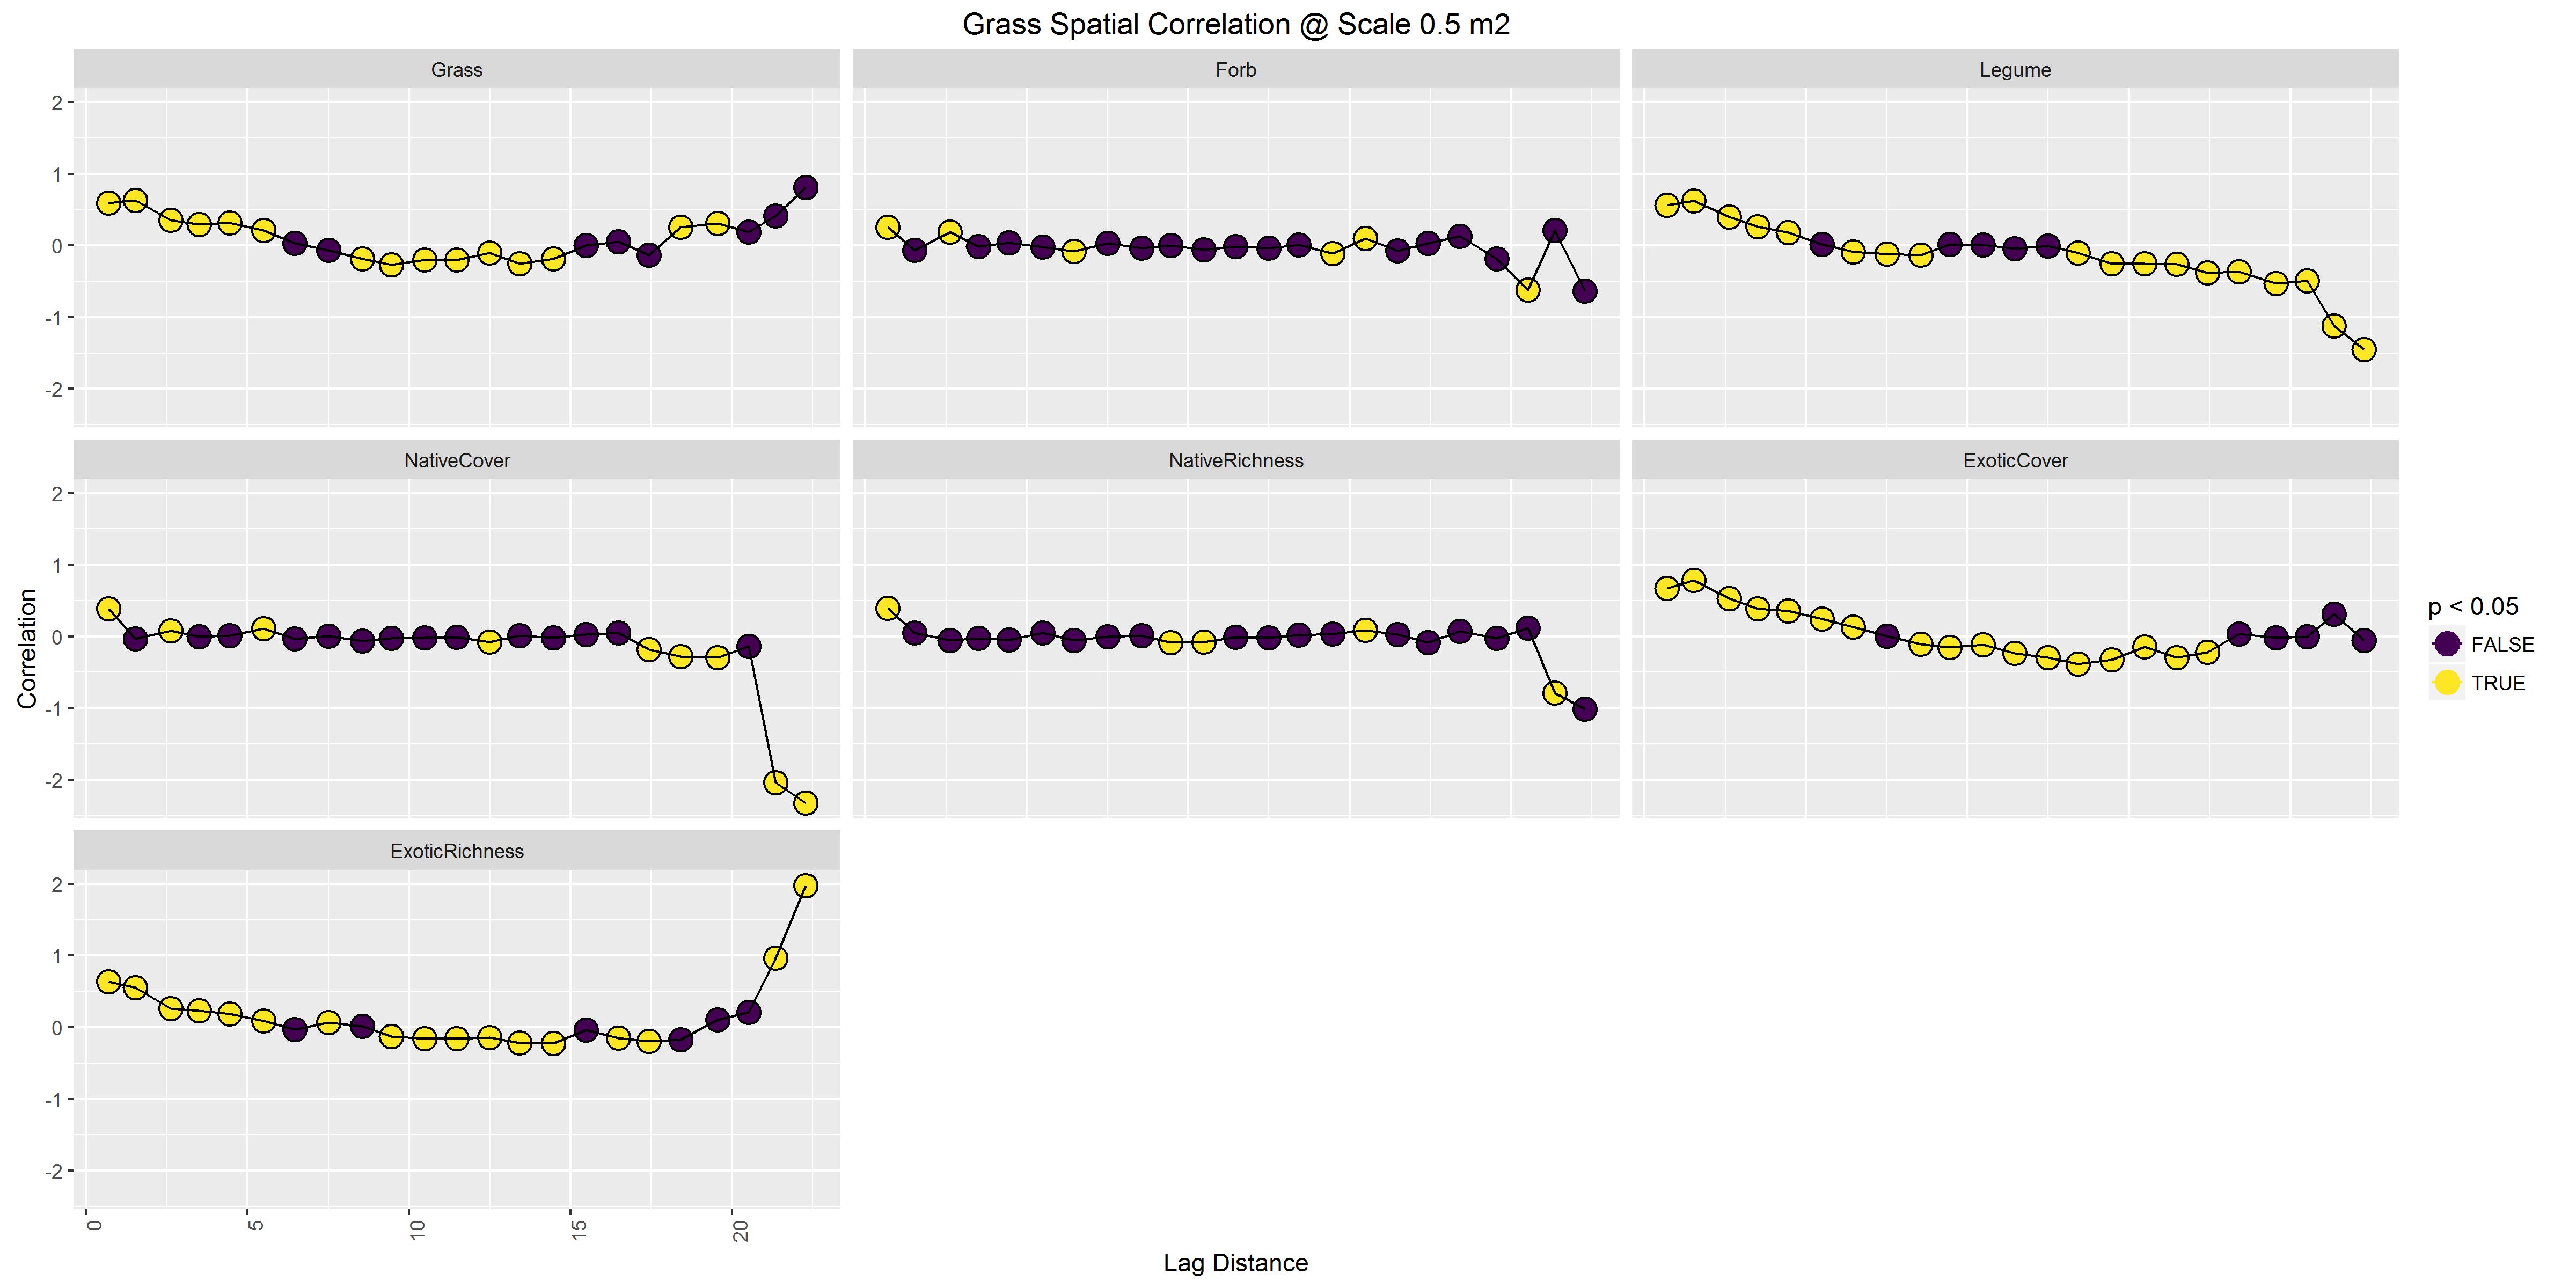 Grass Spatial Correlation @ Scale 0.5 m2
Grass
Forb
Legume
2
1
0
-1
-2
NativeCover
NativeRichness
ExoticCover
2
1
0
-1
-2
ExoticRichness
2
1
0
-1
-2
0
5
10
15
20
Correlation
Lag Distance
p < 0.05
FALSE
TRUE